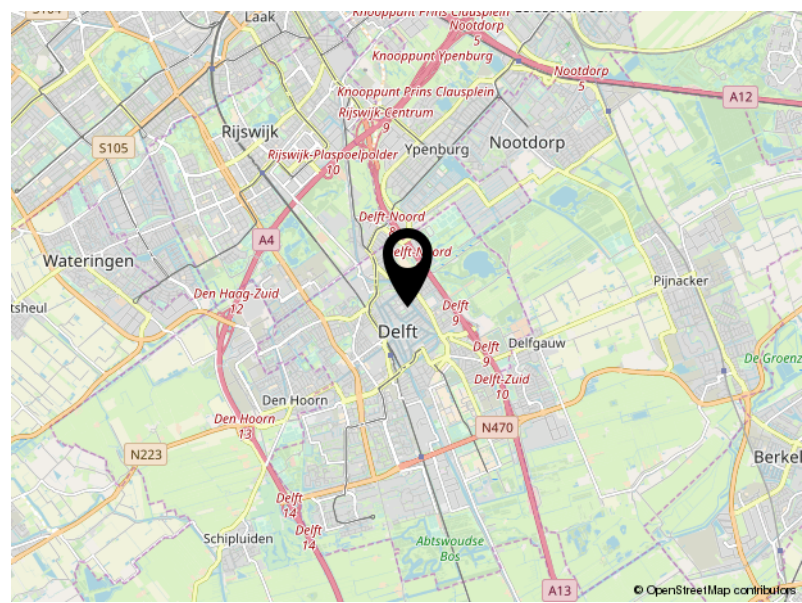 S104
Laak
Knooppunt Prins Clausplein
Nootdorp
5
Knooppunt Ypenburg
Nootdorp
5
Knooppunt Prins Clausplein
A12
Rijswijk-Centrum
9
Rijswijk
S105
Ypenburg
Nootdorp
Rijswijk-Plaspoelpolder
10
Delft-Noord
8
A4
Delft-Noord
Wateringen
Pijnacker
Den Haag-Zuid
12
tsheul
Delft
9
Delft
Delft
9
Delfgauw
De Groenz
Delft-Zuid
10
Den Hoorn
Den Hoorn
13
N470
N223
Berkel
Delft
14
Delft
14
Schipluiden
Abtswoudse
Bos
A13
© OpenStreetMap contributors